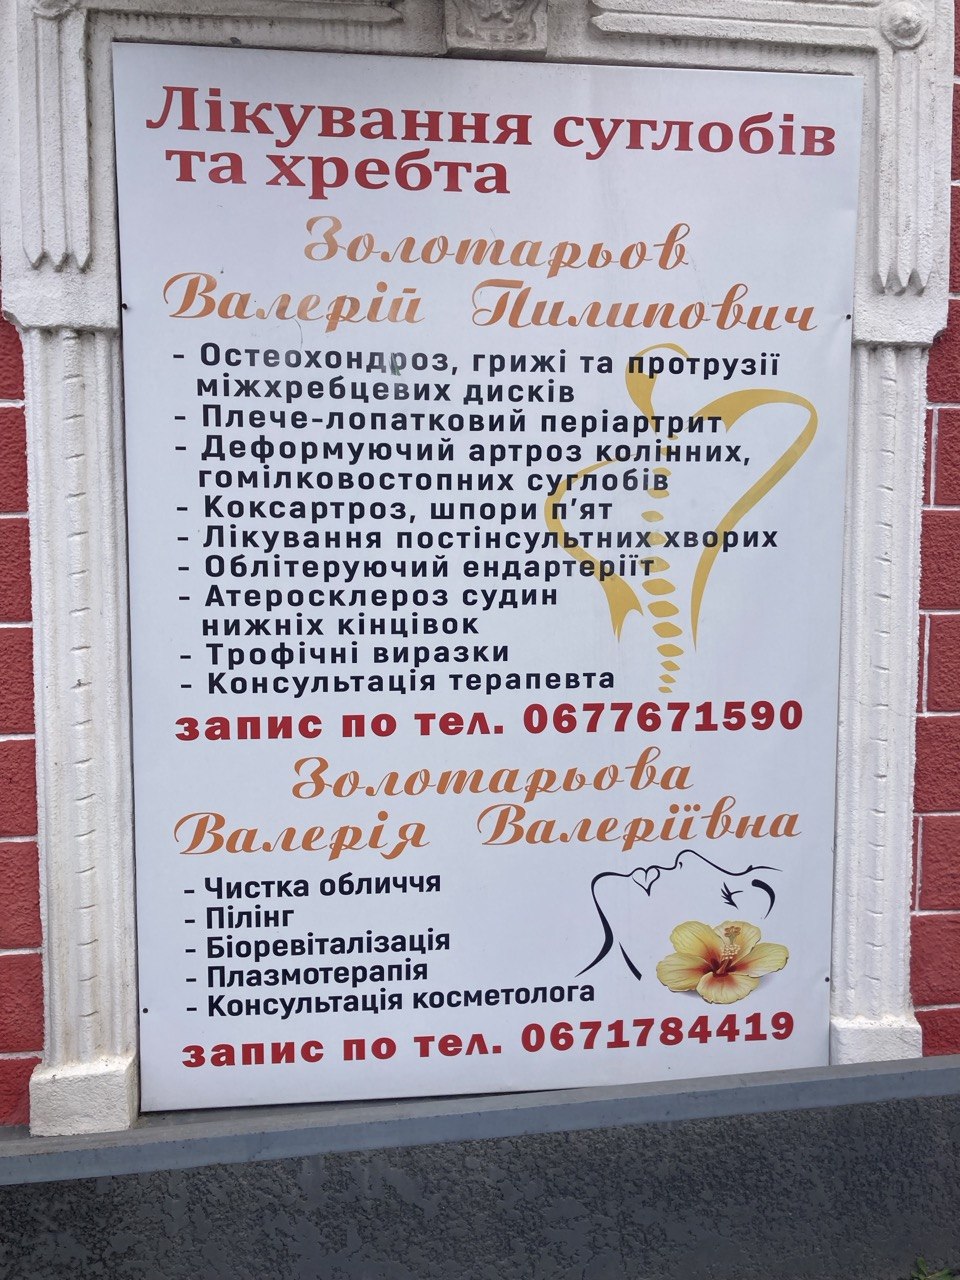 Лікування суглобів
та хребта
Золотарьов
Валерій Пилипович
- Остеохондроз, грижі та протрузії
міжхребцевих дисків
- Плече-лопатковий періартрит
- Деформуючий артроз колінних,
гомілковостопних суглобів
- Коксартроз, шпори п'ят
- Лікування постінсультних хворих
- Облітеруючий ендартеріїт
- Атеросклероз судин
нижніх кінцівок
- Трофічні виразки
- Консультація терапевта
запис по тел. 0677671590
Золотарьова
Валерія Валеріївна
- Чистка обличчя
- Пілінг
- Біоревіталізація
- Плазмотерапія
- Консультація косметолога
запис по тел. 0671784419